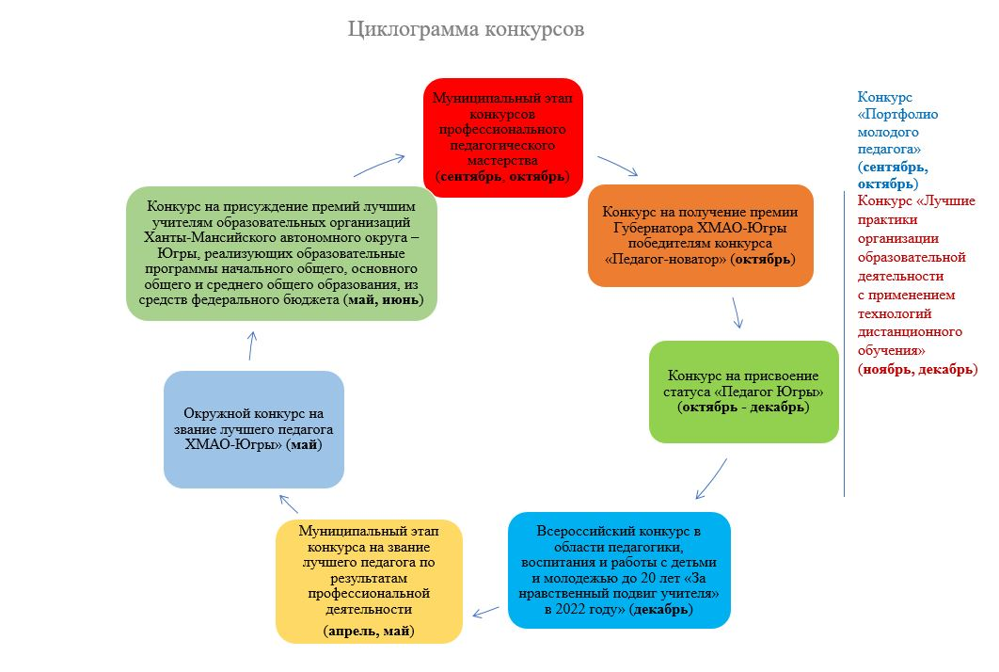 Циклограмма конкурсов
Муниципальный этап
конкурсов
профессионального
педагогического
мастерства
(сентябрь, октябрь)
Конкурс на получение премии
Губернатора ХМАО-Югры
победителям конкурса
«Педагог-новатор» (октябрь)
Конкурс на присвоение
статуса «Педагог Югры»
(октябрь - декабрь)
Всероссийский конкурс в
области педагогики,
воспитания и работы с детьми
и молодежью до 20 лет «За
нравственный подвиг учителя»
в 2022 году» (декабрь)
Муниципальный этап
конкурса на звание
лучшего педагога по
результатам
профессиональной
деятельности
(апрель, май)
Окружной конкурс на
звание лучшего педагога
ХМАО-Югры» (май)
Конкурс на присуждение премий лучшим
учителям образовательных организаций
Ханты-Мансийского автономного округа –
Югры, реализующих образовательные
программы начального общего, основного
общего и среднего общего образования, из
средств федерального бюджета (май, июнь)
Конкурс
«Портфолио
молодого
педагога»
(сентябрь,
октябрь)
Конкурс «Лучшие
практики
организации
образовательной
деятельности
с применением
технологий
дистанционного
обучения»
(ноябрь, декабрь)